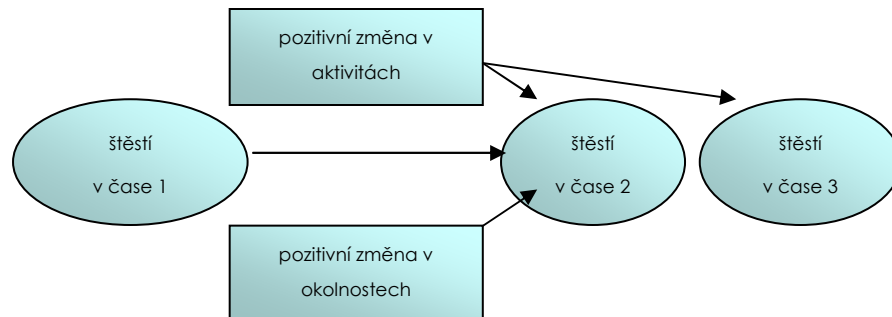 pozitivní změna v
aktivitách
štěstí
v čase 1
štěstí
v čase 2
štěstí
v čase 3
pozitivní změna v
okolnostech